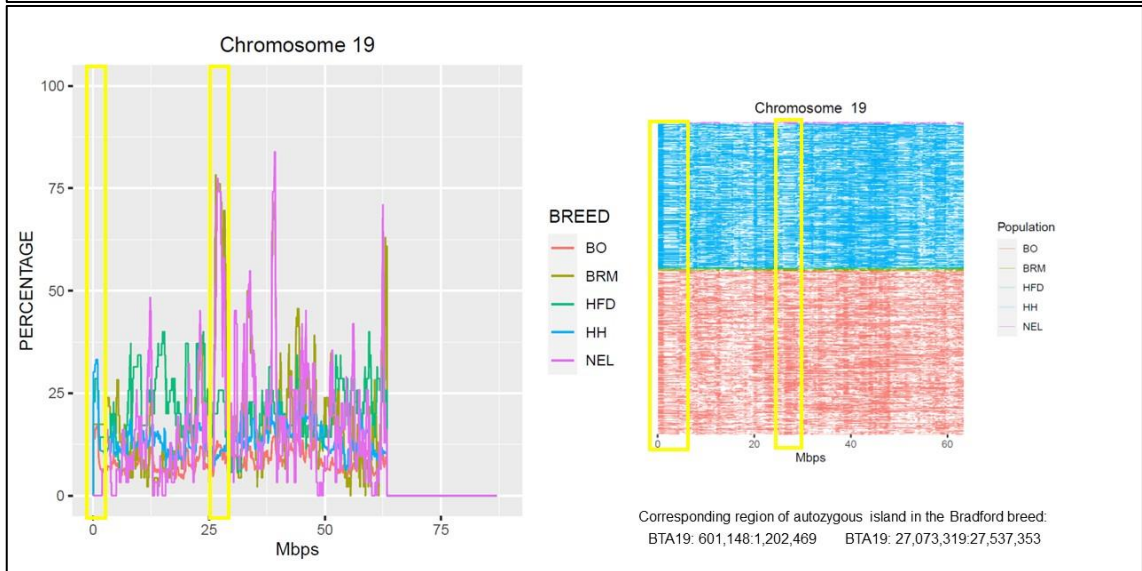 Chromosome 19
100
75
50
25
0
PERCENTAGE
0 25 50 75
Mbps
BREED
BO
BRM
HFD
HH
NEL
Chromosome 19
0 20 40 60
Mbps
Population
BO
BRM
HFD
HH
NEL
Corresponding region of autozygous island in the Bradford breed:
BTA19: 601,148:1,202,469 BTA19: 27,073,319:27,537,353